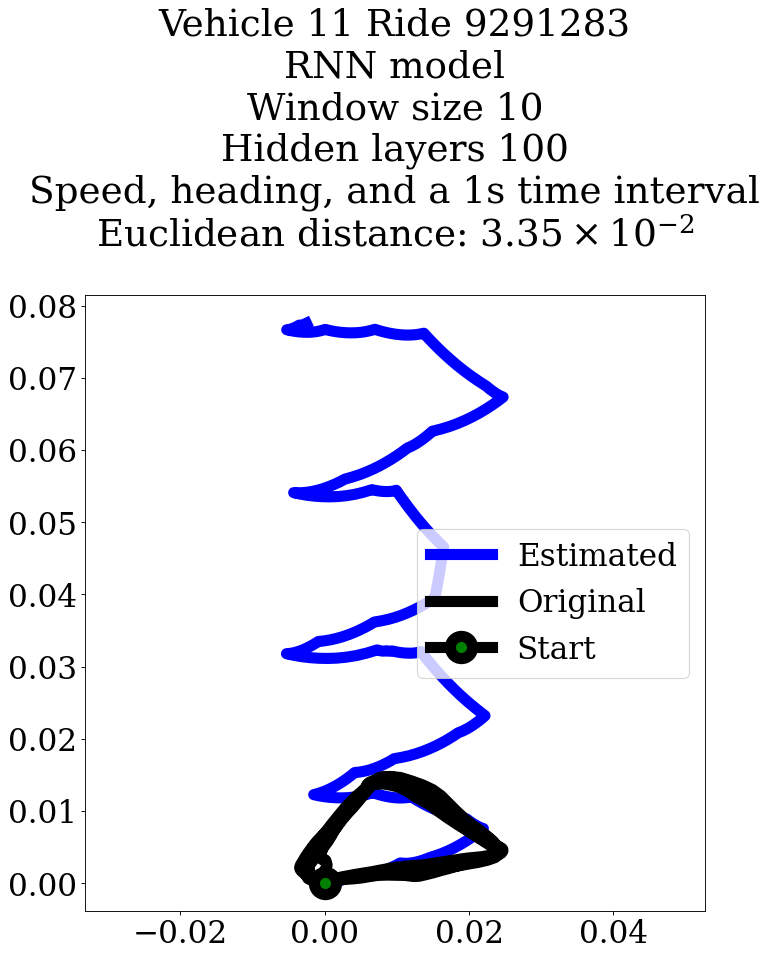 Vehicle 11 Ride 9291283
RNN model
Window size 10
Hidden layers 100
Speed, heading, and a 1s time interval
Euclidean distance: 3.35 × 10⁻²
0.08
0.07
0.06
0.05
0.04
0.03
0.02
0.01
0.00
Estimated
Original
Start
−0.02
0.00
0.02
0.04